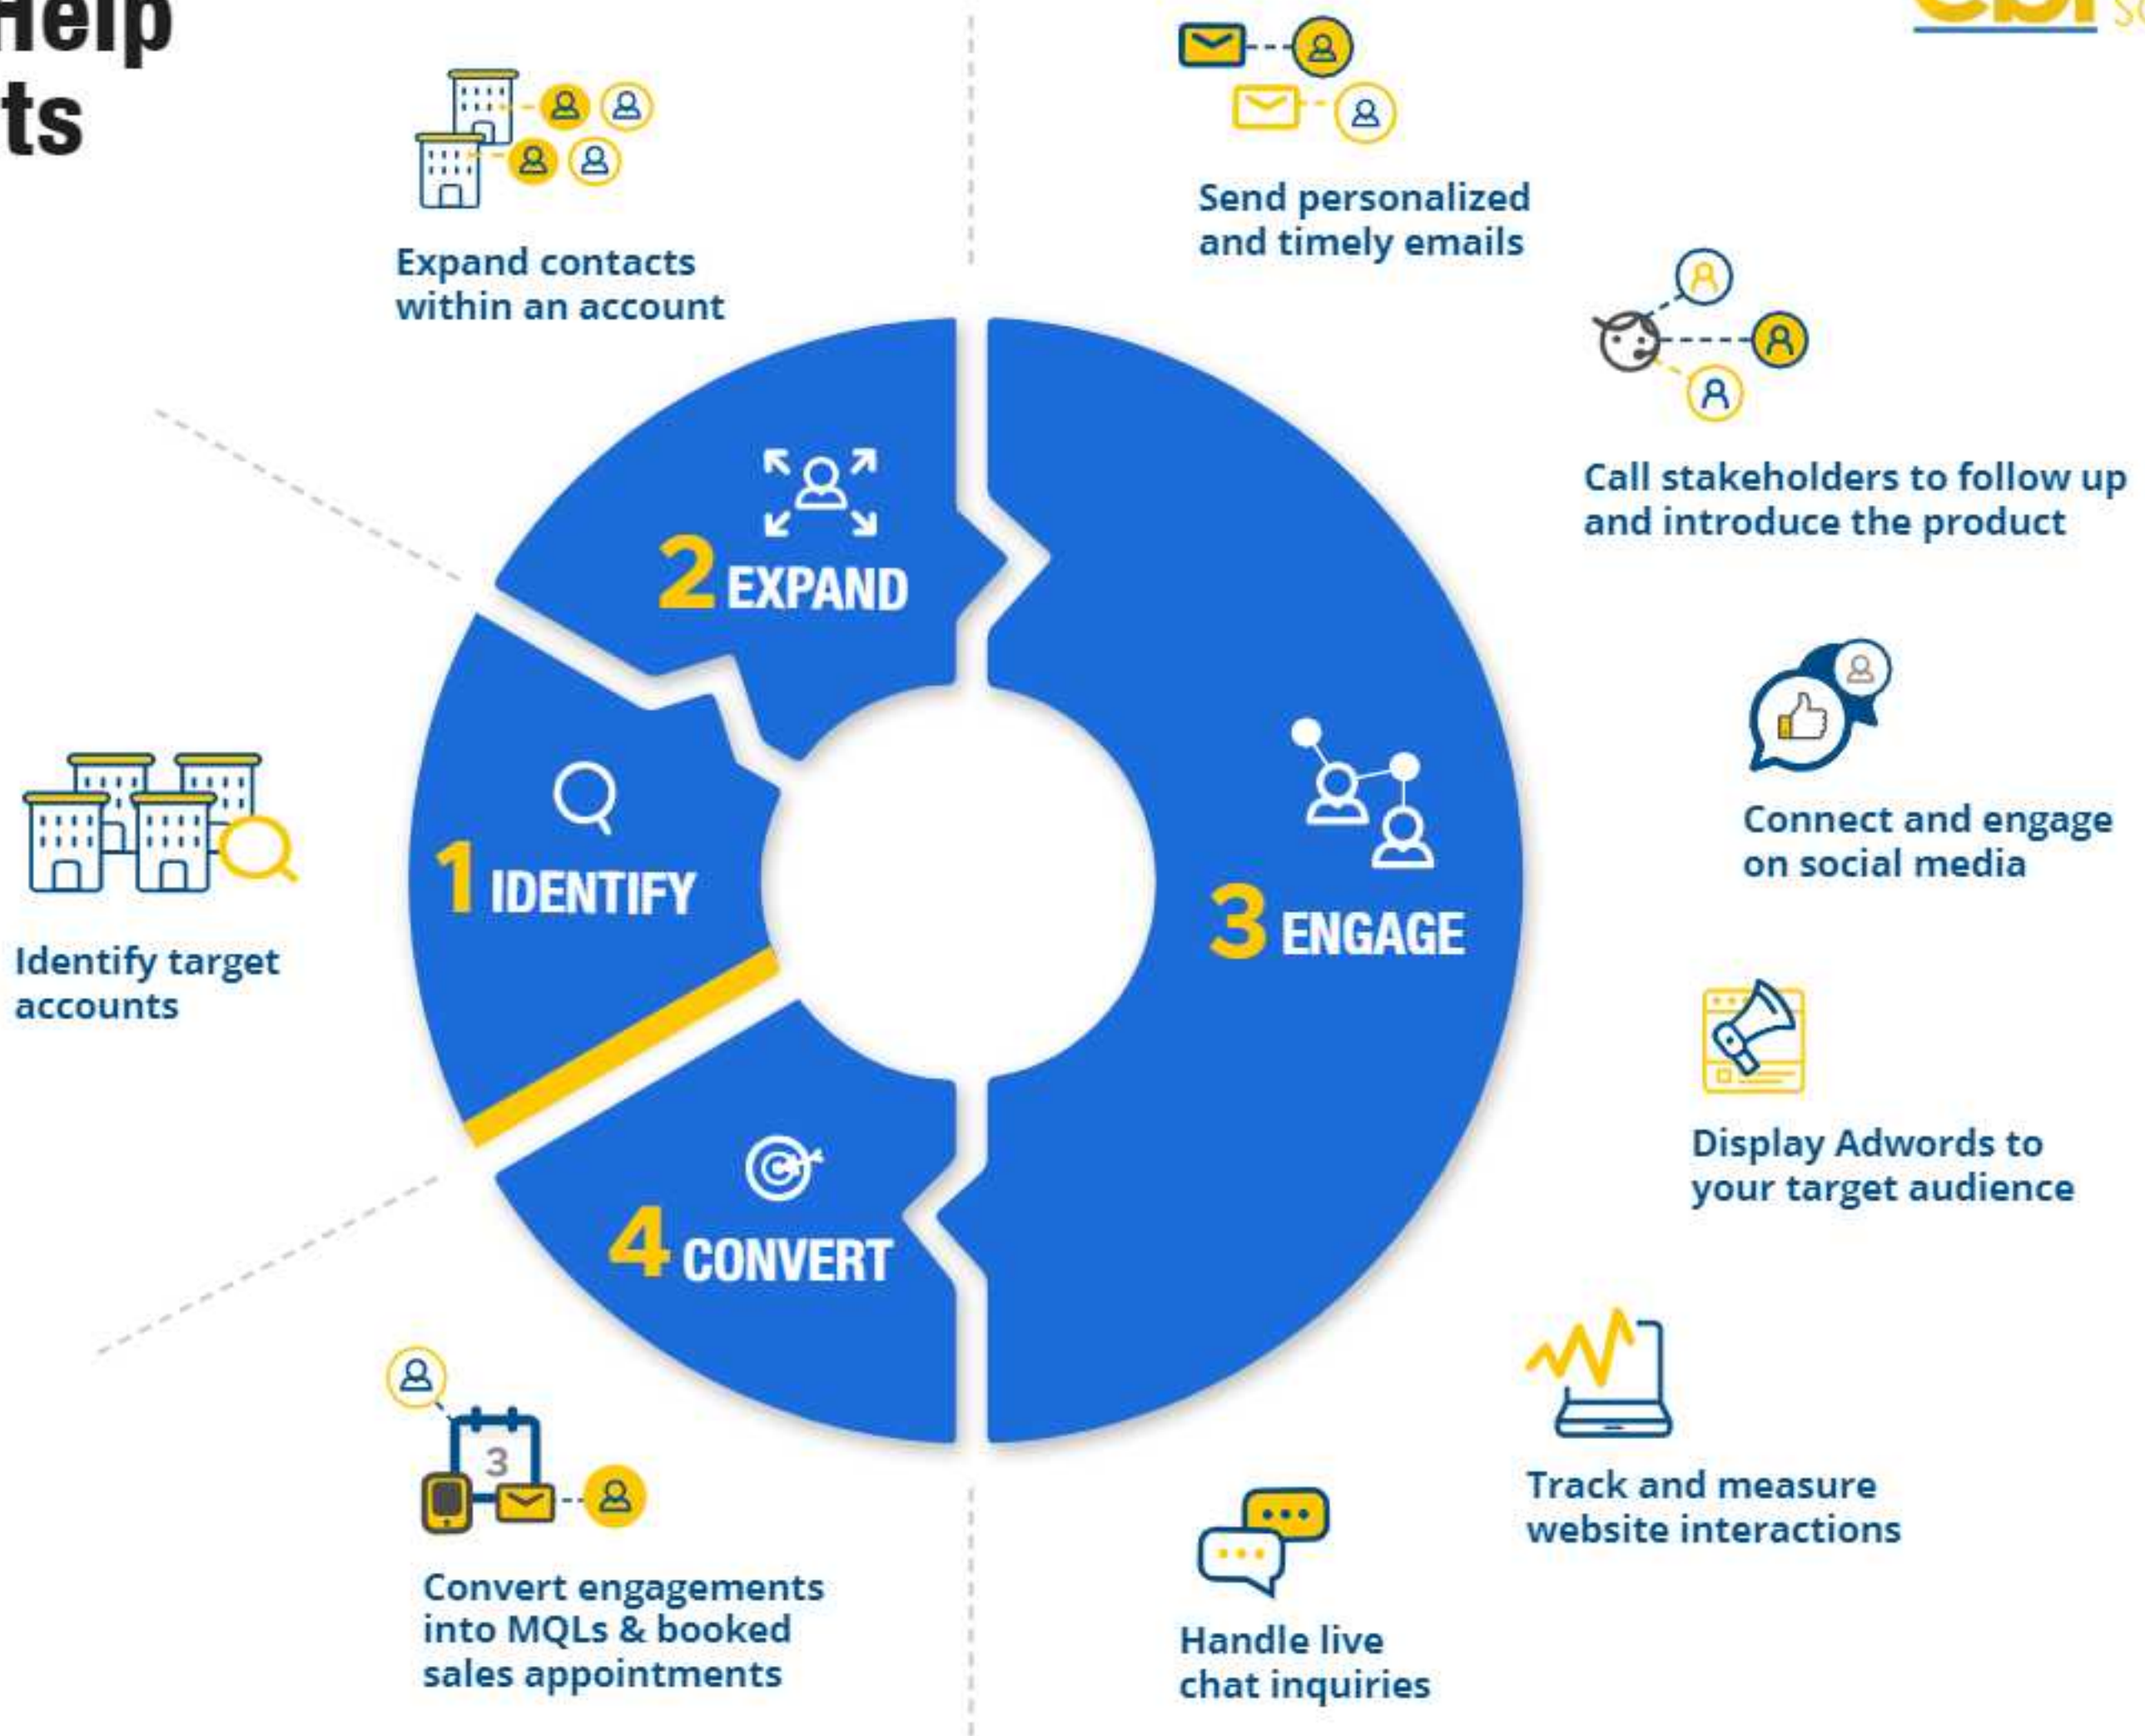 Help
ts
Expand contacts
within an account
Send personalized
and timely emails
Call stakeholders to follow up
and introduce the product
2 EXPAND
Connect and engage
on social media
1 IDENTIFY
3 ENGAGE
Identify target
accounts
Display Adwords to
your target audience
4 CONVERT
3
Track and measure
website interactions
Convert engagements
into MQLs & booked
sales appointments
Handle live
chat inquiries